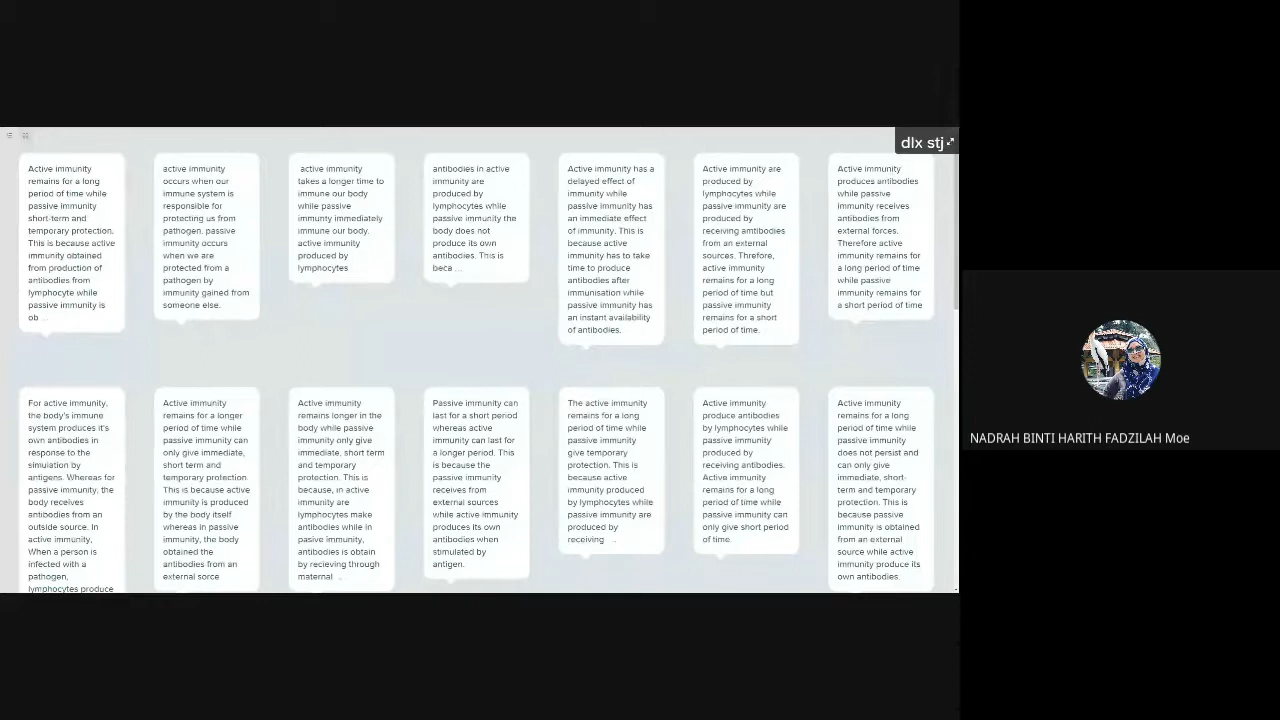 dlx stj
Active immunity
remains for a long
period of time while
passive immunity
short-term and
temporary protection.
This is because active
immunity obtained
from production of
antibodies from
lymphocyte while
passive immunity is
ob ...
active immunity
occurs when our
immune system is
responsible for
protecting us from
pathogen. passive
immunity occurs
when we are
protected from a
pathogen by
immunity gained from
someone else.
active immunity
takes a longer time to
immune our body
while passive
immunty immediately
immune our body.
active immunity
produced by
lymphocytes
antibodies in active
immunity are
produced by
lymphocytes while
passive immunity the
body does not
produce its own
antibodies. This is
beca ...
Active immunity has a
delayed effect of
immunity while
passive immunity has
an immediate effect
of immunity. This is
because active
immunity has to take
time to produce
antibodies after
immunisation while
passive immunity has
an instant availability
of antibodies.
Active immunity are
produced by
lymphocytes while
passive immunity are
produced by
receiving amtibodies
from an external
sources. Threfore,
active immunity
remains for a long
period of time but
passive immunity
remains for a short
period of time.
Active immunity
produces antibodies
while passive
immunity receives
antibodies from
external forces.
Therefore active
immunity remains for
a long period of time
while passive
immunity remains for
a short period of time
For active immunity,
the body's immune
system produces it's
own antibodies in
response to the
simulation by
antigens. Whereas for
passive immunity, the
body receives
antibodies from an
outside source. In
active immunity,
When a person is
infected with a
pathogen,
lymphocytes produce
Active immunity
remains for a longer
period of time while
passive immunity can
only give immediate,
short term and
temporary protection.
This is because active
immunity is produced
by the body itself
whereas in passive
immunity, the body
obtained the
antibodies from an
external sorce
Active immunity
remains longer in the
body while passive
immunity only give
immediate, short term
and temporary
protection. This is
because, in active
immunity are
lymphocytes make
antibodies while in
pasive immunity,
antibodies is obtain
by recieving through
maternal ...
Passive immunity can
last for a short period
whereas active
immunity can last for
a longer period. This
is because the
passive immunity
receives from
external sources
while active immunity
produces its own
antibodies when
stimulated by
antigen.
The active immunity
remains for a long
period of time while
passive immunity
give temporary
protection. This is
because active
immunity produced
by lymphocytes while
passive immunity are
produced by
receiving ...
Active immunity
produce antibodies
by lymphocytes while
passive immunity
produced by
receiving antibodies.
Active immunity
remains for a long
period of time while
passive immunity can
only give short period
of time.
Active immunity
remains for a long
period of time while
passive immunity
does not persist and
can only give
immediate, short-
term and temporary
protection. This is
because passive
immunity is obtained
from an external
source while active
immunity produce its
own antibodies.
NADRAH BINTI HARITH FADZILAH Moe